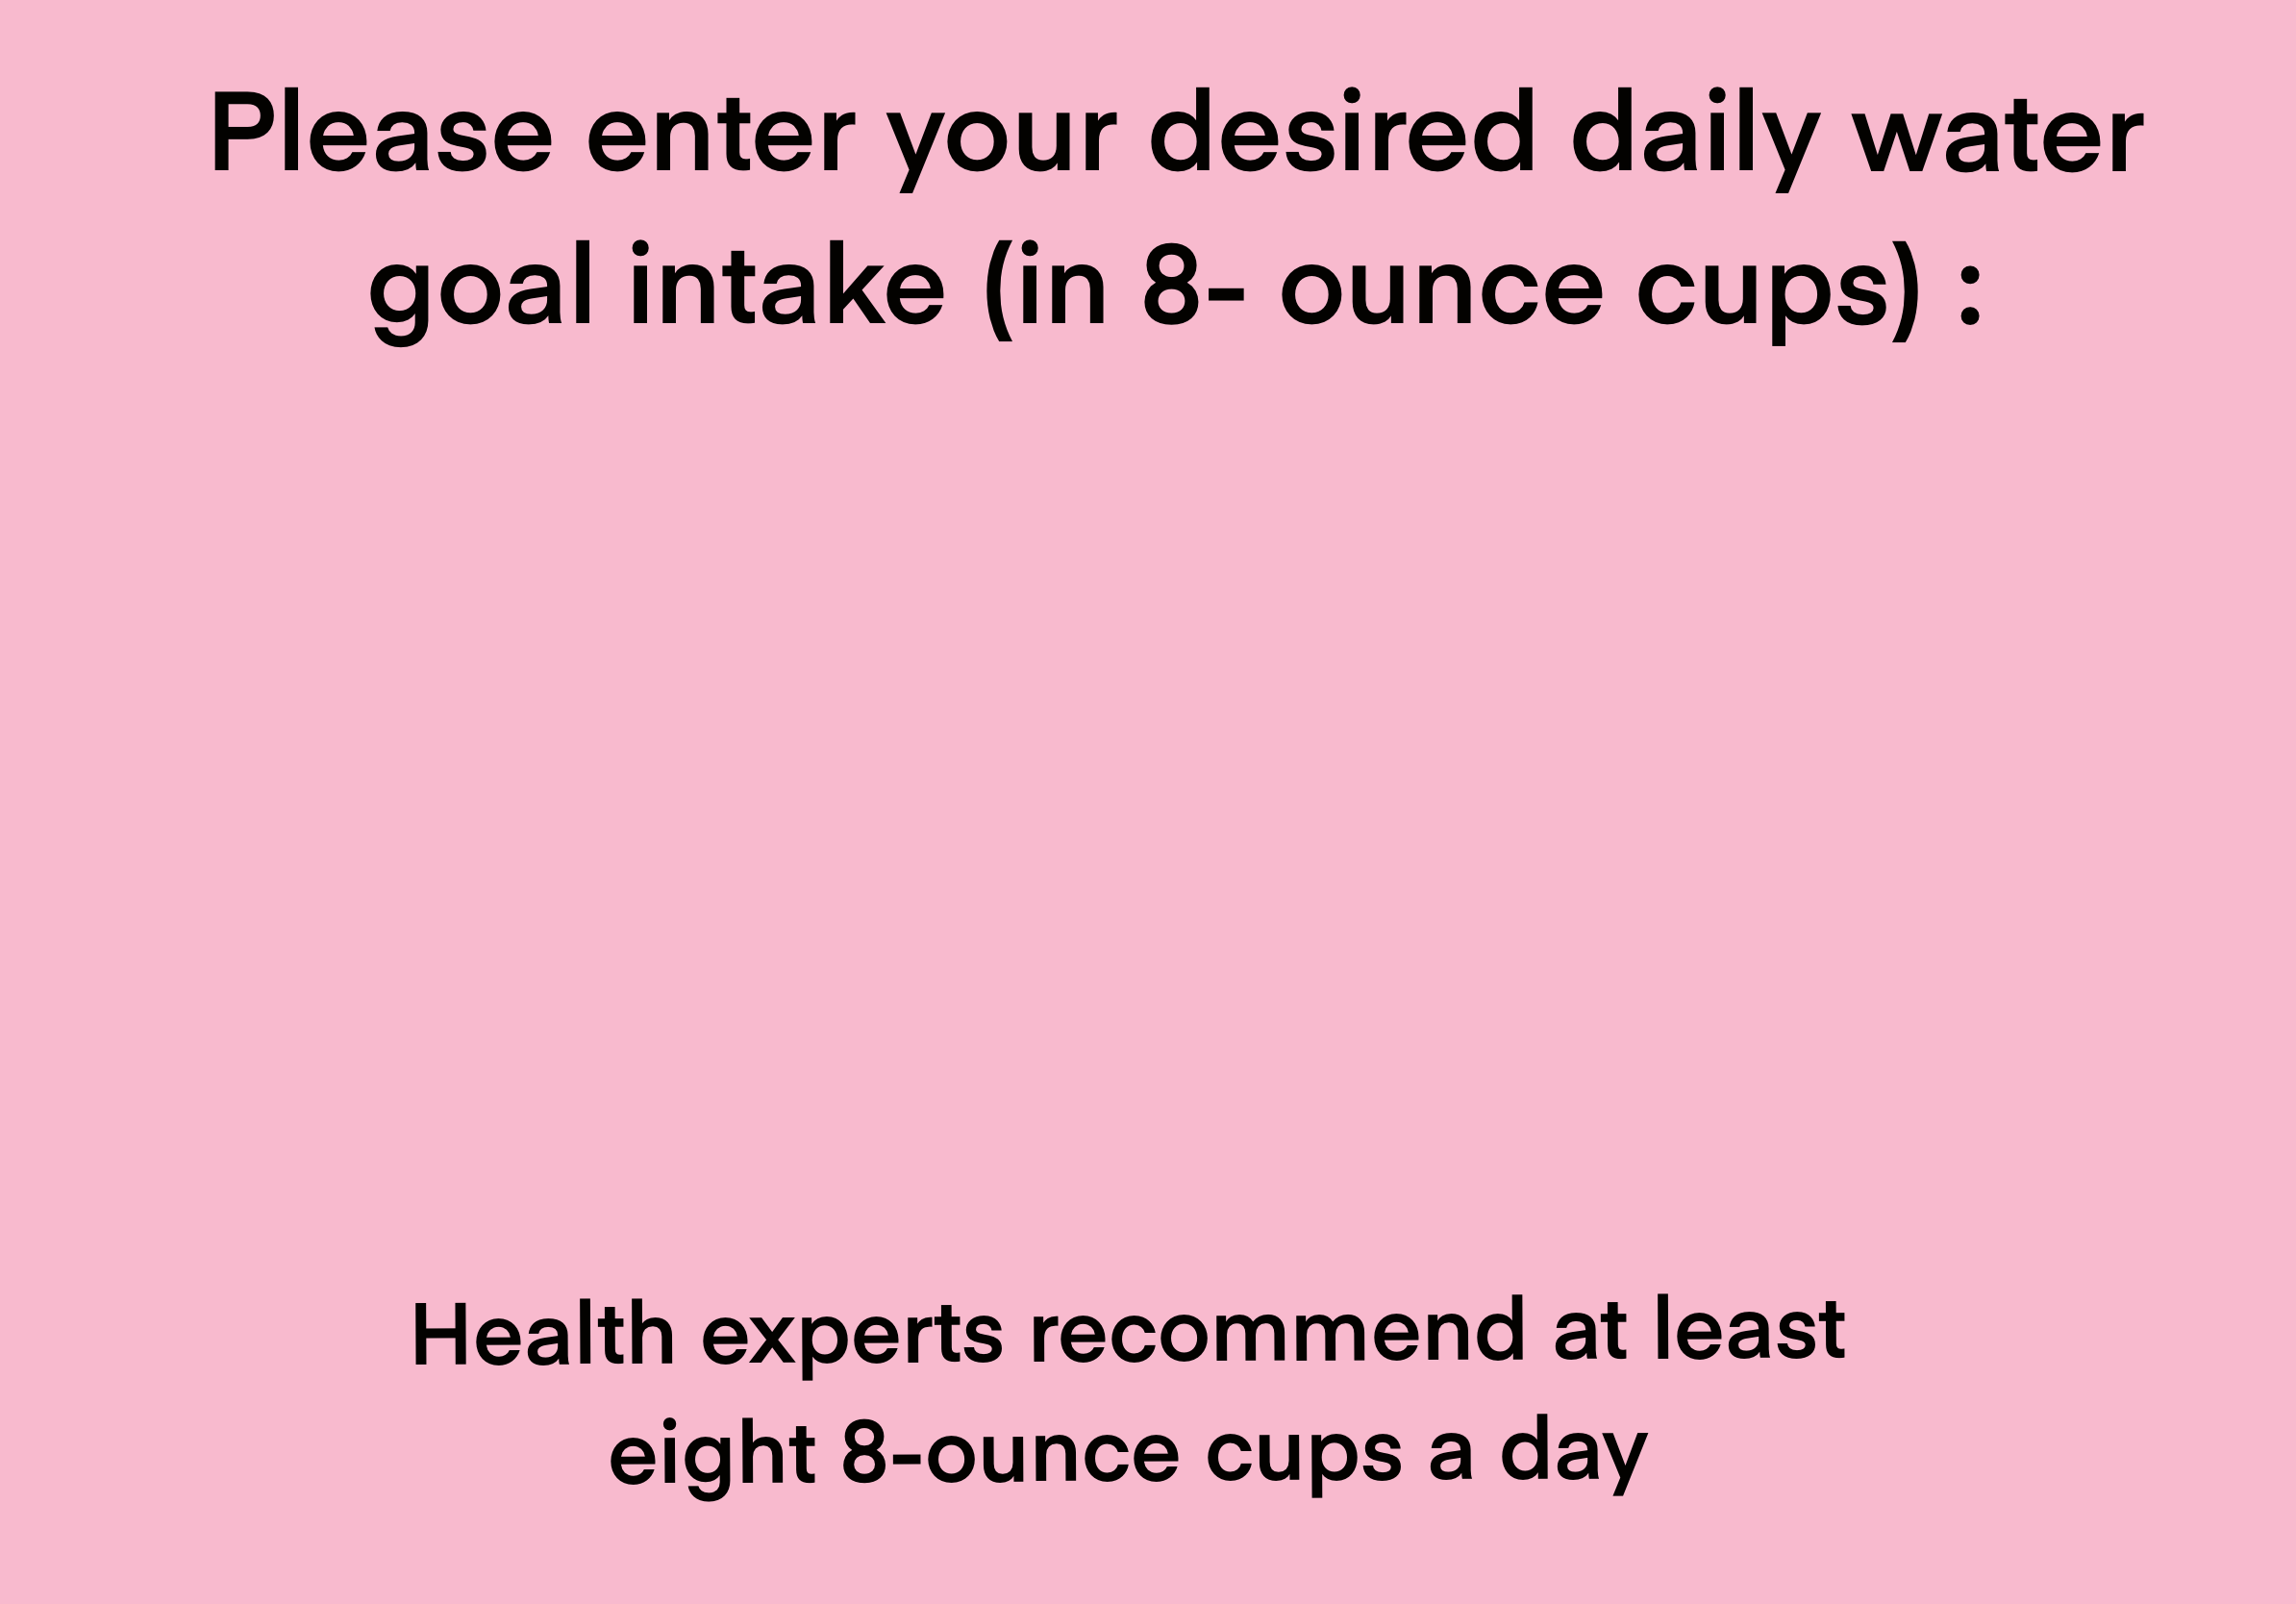 Please enter your desired daily water
goal intake (in 8- ounce cups) :
Health experts recommend at least
eight 8-ounce cups a day